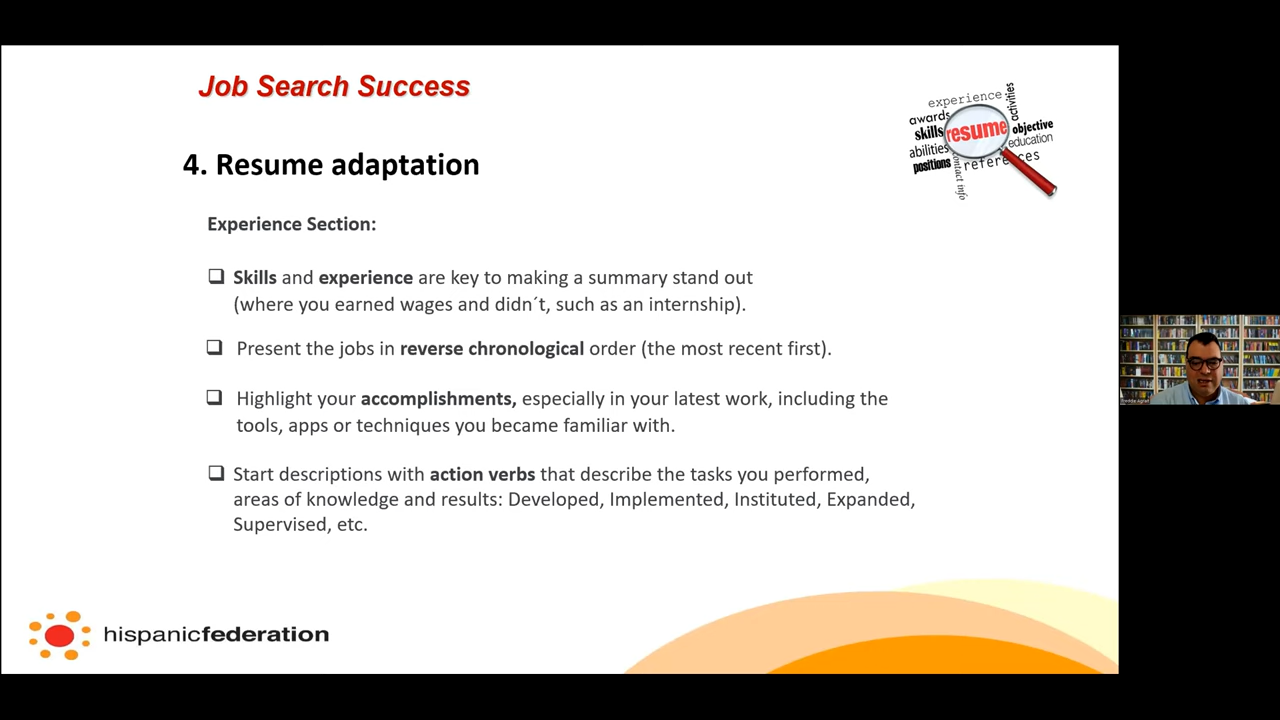 Job Search Success
4. Resume adaptation
experience
awards
activities
skills
resume
objective
abilities
education
positions
references
contact info
Experience Section:
Skills and experience are key to making a summary stand out
(where you earned wages and didn´t, such as an internship).
Present the jobs in reverse chronological order (the most recent first).
Highlight your accomplishments, especially in your latest work, including the
tools, apps or techniques you became familiar with.
Start descriptions with action verbs that describe the tasks you performed,
areas of knowledge and results: Developed, Implemented, Instituted, Expanded,
Supervised, etc.
hispanicfederation